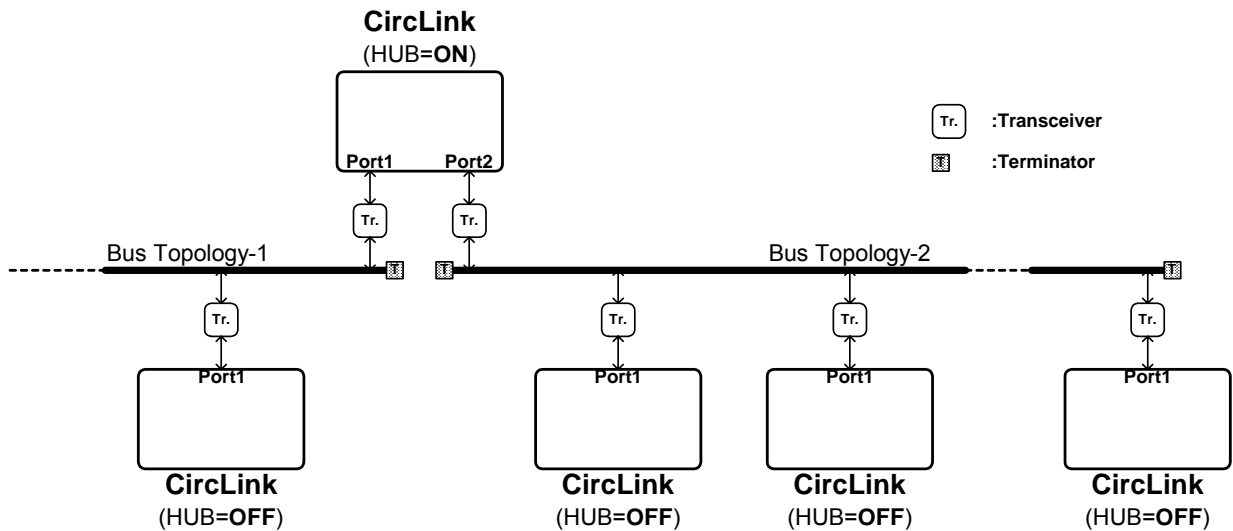 CircLink
(HUB=ON)
Port1 Port2
Tr. :Transceiver
T :Terminator
Tr. Tr.
Bus Topology-1
Bus Topology-2
T T T
Tr. Tr. Tr. Tr.
Port1 Port1 Port1 Port1
CircLink CircLink CircLink CircLink
(HUB=OFF) (HUB=OFF) (HUB=OFF) (HUB=OFF)